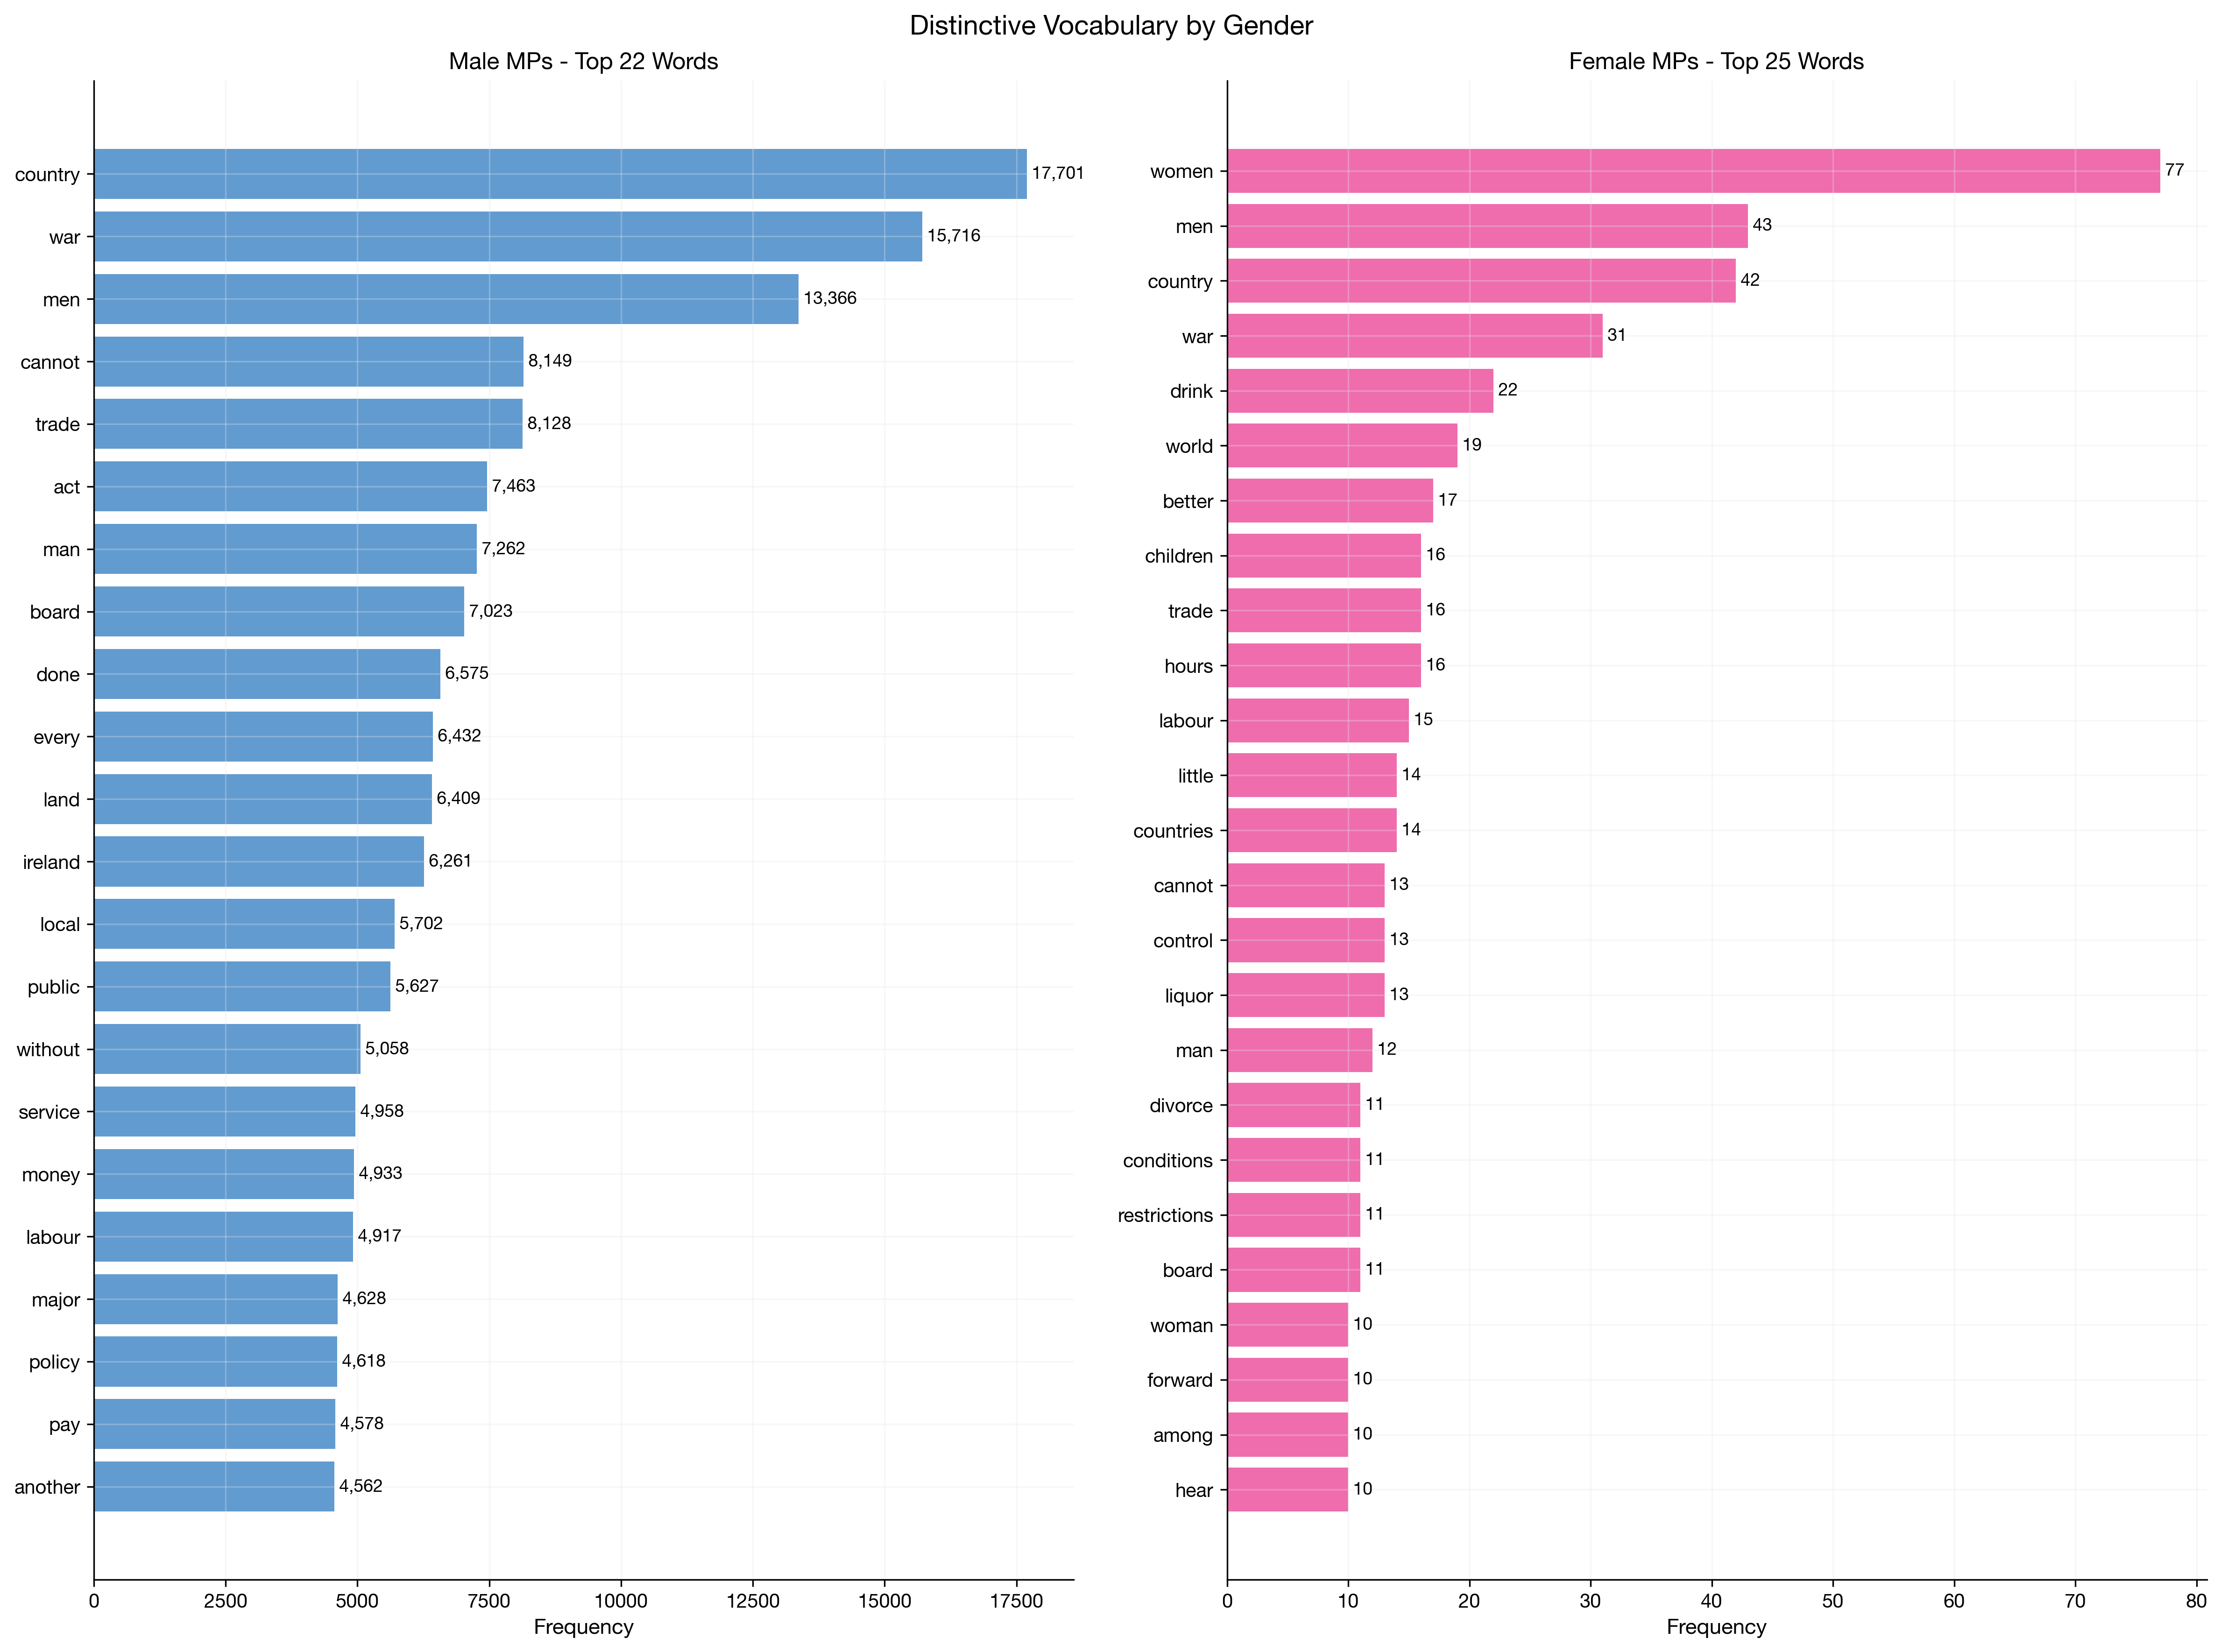 Distinctive Vocabulary by Gender
Male MPs - Top 22 Words
country 17,701
war 15,716
men 13,366
cannot 8,149
trade 8,128
act 7,463
man 7,262
board 7,023
done 6,575
every 6,432
land 6,409
ireland 6,261
local 5,702
public 5,627
without 5,058
service 4,958
money 4,933
labour 4,917
major 4,628
policy 4,618
pay 4,578
another 4,562
0 2500 5000 7500 10000 12500 15000 17500
Frequency
Female MPs - Top 25 Words
women 77
men 43
country 42
war 31
drink 22
world 19
better 17
children 16
trade 16
hours 16
labour 15
little 14
countries 14
cannot 13
control 13
liquor 13
man 12
divorce 11
conditions 11
restrictions 11
board 11
woman 10
forward 10
among 10
hear 10
0 10 20 30 40 50 60 70 80
Frequency